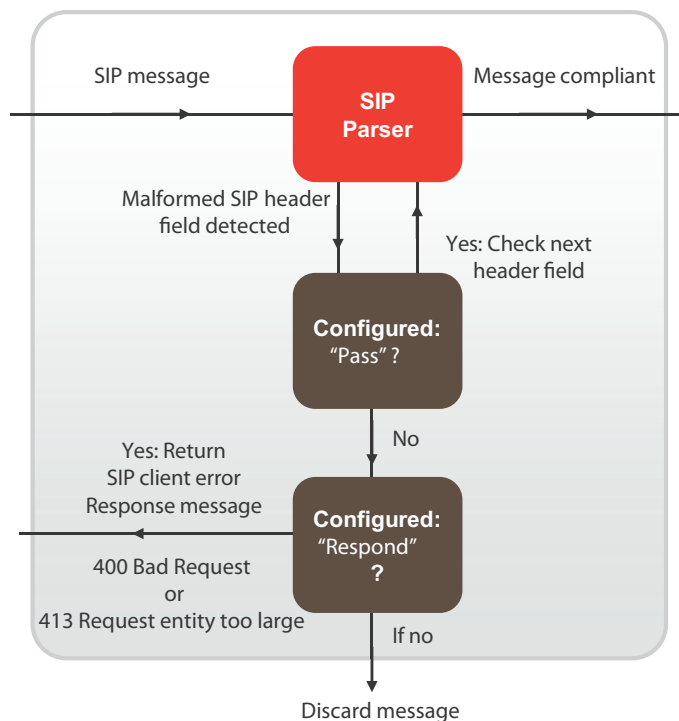 SIP message
SIP
Parser
Message compliant
Malformed SIP header
field detected
Yes: Check next
header field
Configured:
“Pass” ?
No
Yes: Return
SIP client error
Response message
Configured:
“Respond”
?
400 Bad Request
or
413 Request entity too large
If no
Discard message